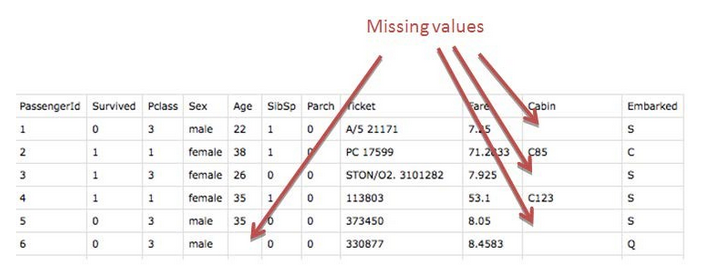 Missing values
PassengerId Survived Pclass Sex Age SibSp Parch Ticket Fare Cabin Embarked
1 0 3 male 22 1 0 A/5 21171 7.25 S
2 1 1 female 38 1 0 PC 17599 71.2833 C85 C
3 1 3 female 26 0 0 STON/O2. 3101282 7.925 S
4 1 1 female 35 1 0 113803 53.1 C123 S
5 0 3 male 35 0 0 373450 8.05 S
6 0 3 male 0 0 330877 8.4583 Q